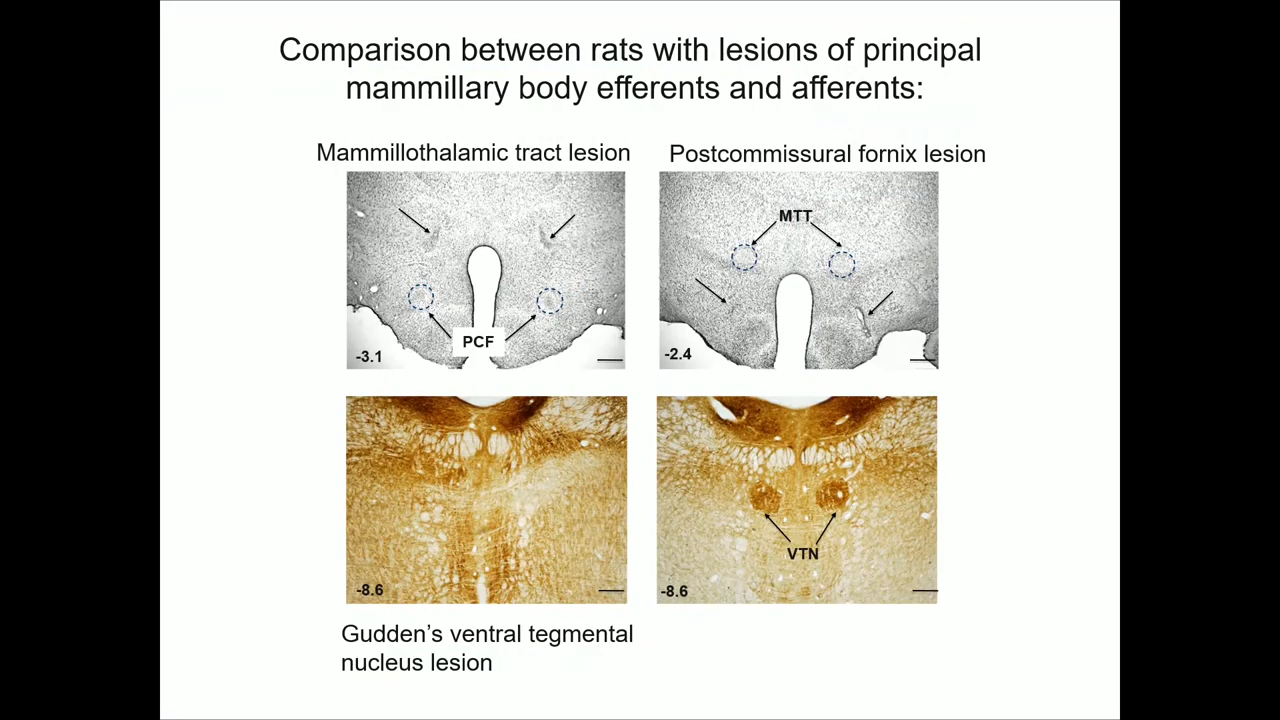 Comparison between rats with lesions of principal
mammillary body efferents and afferents:
Mammillothalamic tract lesion
Postcommissural fornix lesion
PCF
-3.1
MTT
-2.4
-8.6
VTN
-8.6
Gudden’s ventral tegmental
nucleus lesion